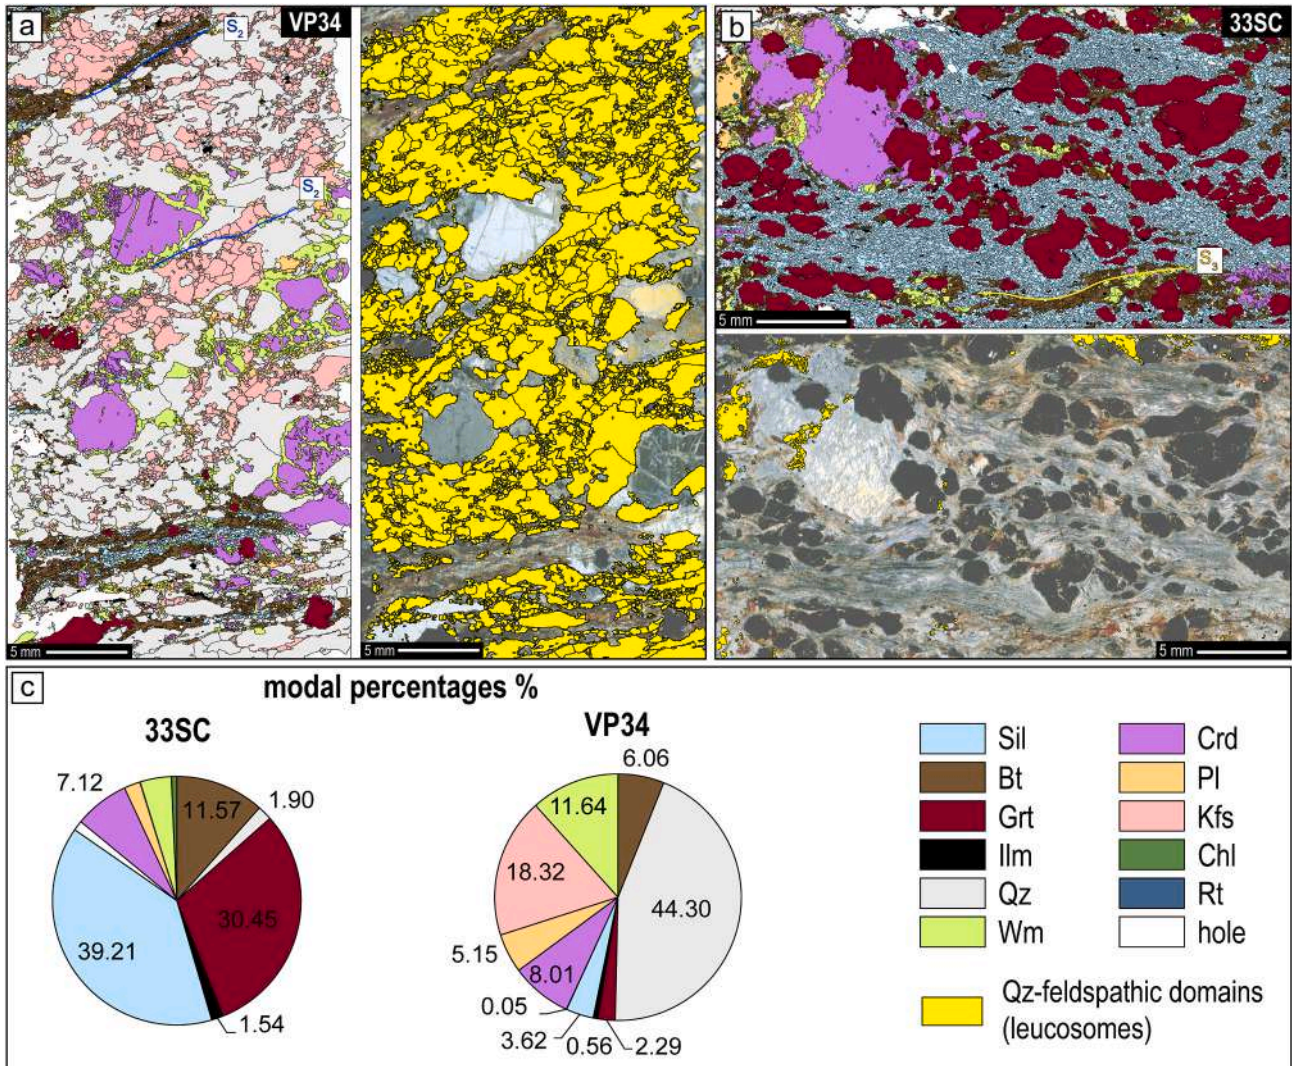 a
VP34
S2
S2
5 mm
5 mm
b
33SC
S3
5 mm
5 mm
c
modal percentages %
33SC
7.12
11.57
1.90
30.45
39.21
1.54
VP34
6.06
11.64
18.32
44.30
5.15
8.01
0.05
3.62
0.56
2.29
Sil
Bt
Grt
Ilm
Qz
Wm
Crd
Pl
Kfs
Chl
Rt
hole
Qz-feldspathic domains
(leucosomes)